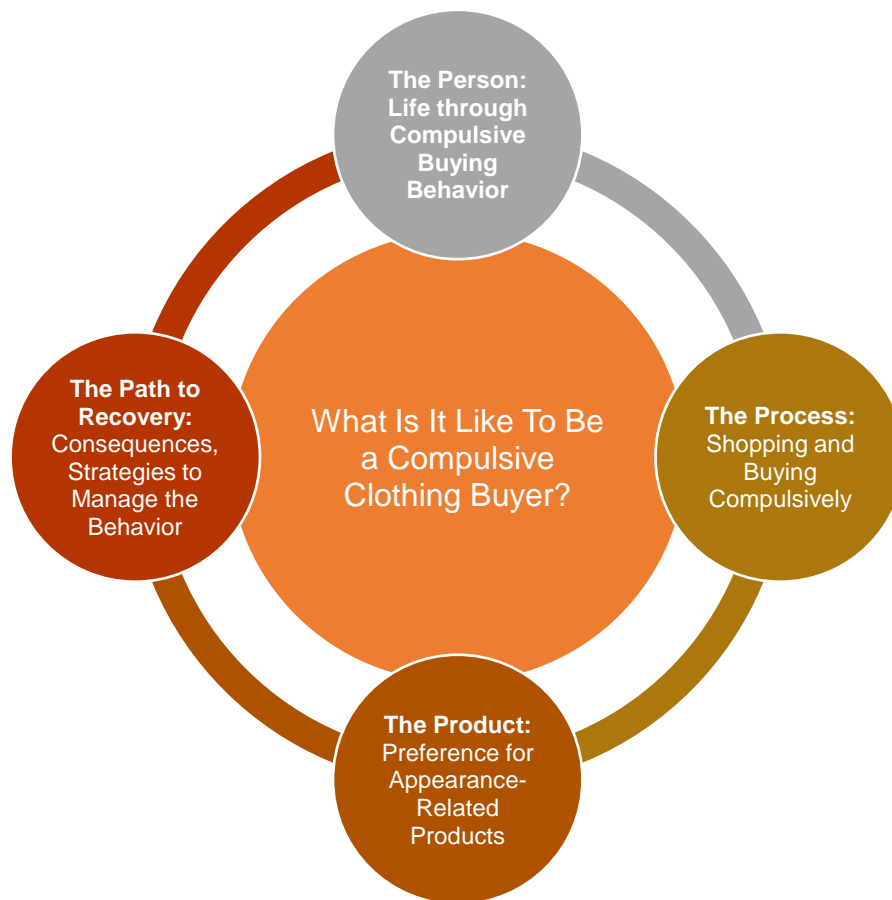 The Person:
Life through
Compulsive
Buying
Behavior
The Path to
Recovery:
Consequences,
Strategies to
Manage the
Behavior
What Is It Like To Be
a Compulsive
Clothing Buyer?
The Process:
Shopping and
Buying
Compulsively
The Product:
Preference for
Appearance-
Related
Products